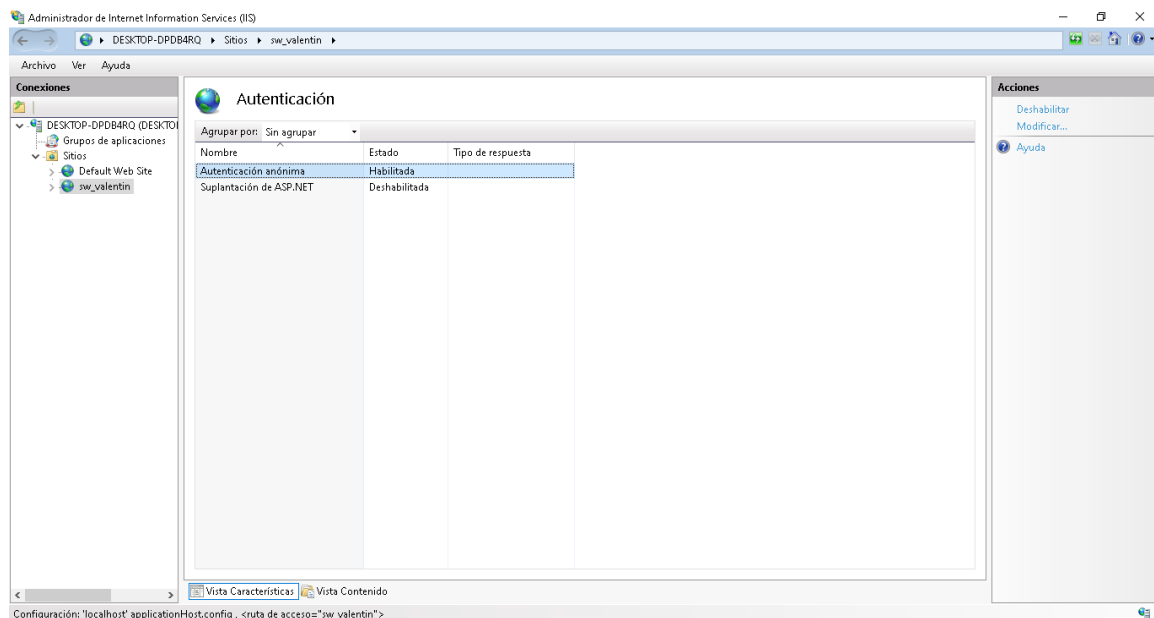 Administrador de Internet Information Services (IIS)
DESKTOP-DPDB4RQ Sitios sw_valentin
Archivo Ver Ayuda
Conexiones
DESKTOP-DPDB4RQ (DESKTO
Grupos de aplicaciones
Sitios
Default Web Site
sw_valentin
Autenticación
Agrupar por: Sin agrupar
Nombre Estado Tipo de respuesta
Autenticación anónima Habilitada
Suplantación de ASP.NET Deshabilitada
Vista Características Vista Contenido
Acciones
Deshabilitar
Modificar...
Ayuda
Configuración: 'localhost' applicationHost.config , <ruta de acceso="sw_valentin">